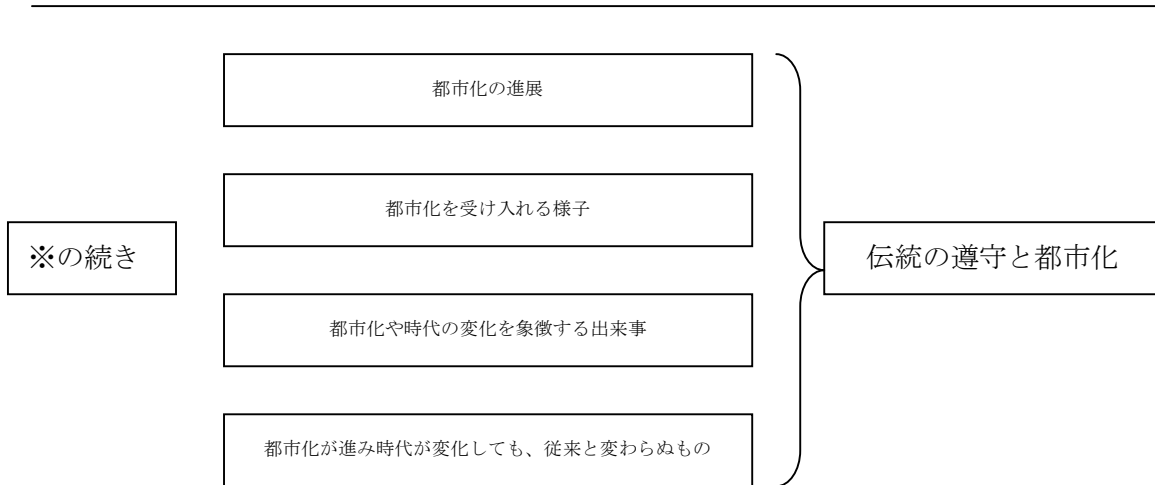 都市化の進展
都市化を受け入れる様子
※の続き
伝統の遵守と都市化
都市化や時代の変化を象徴する出来事
都市化が進み時代が変化しても、従来と変わらぬもの